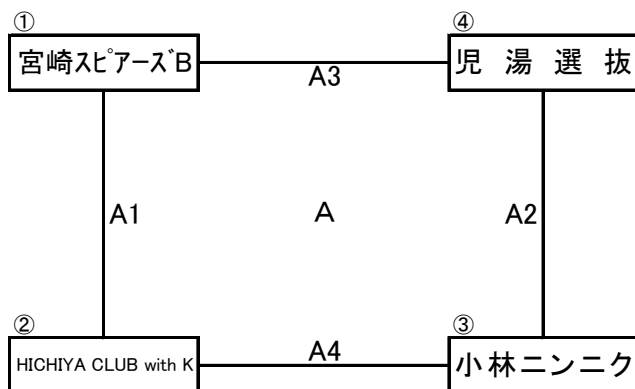 ①
宮崎スピアーズB
④
児湯選抜
A3
A1
A
A2
②
HICHIYA CLUB with K
A4
③
小林ニンニク